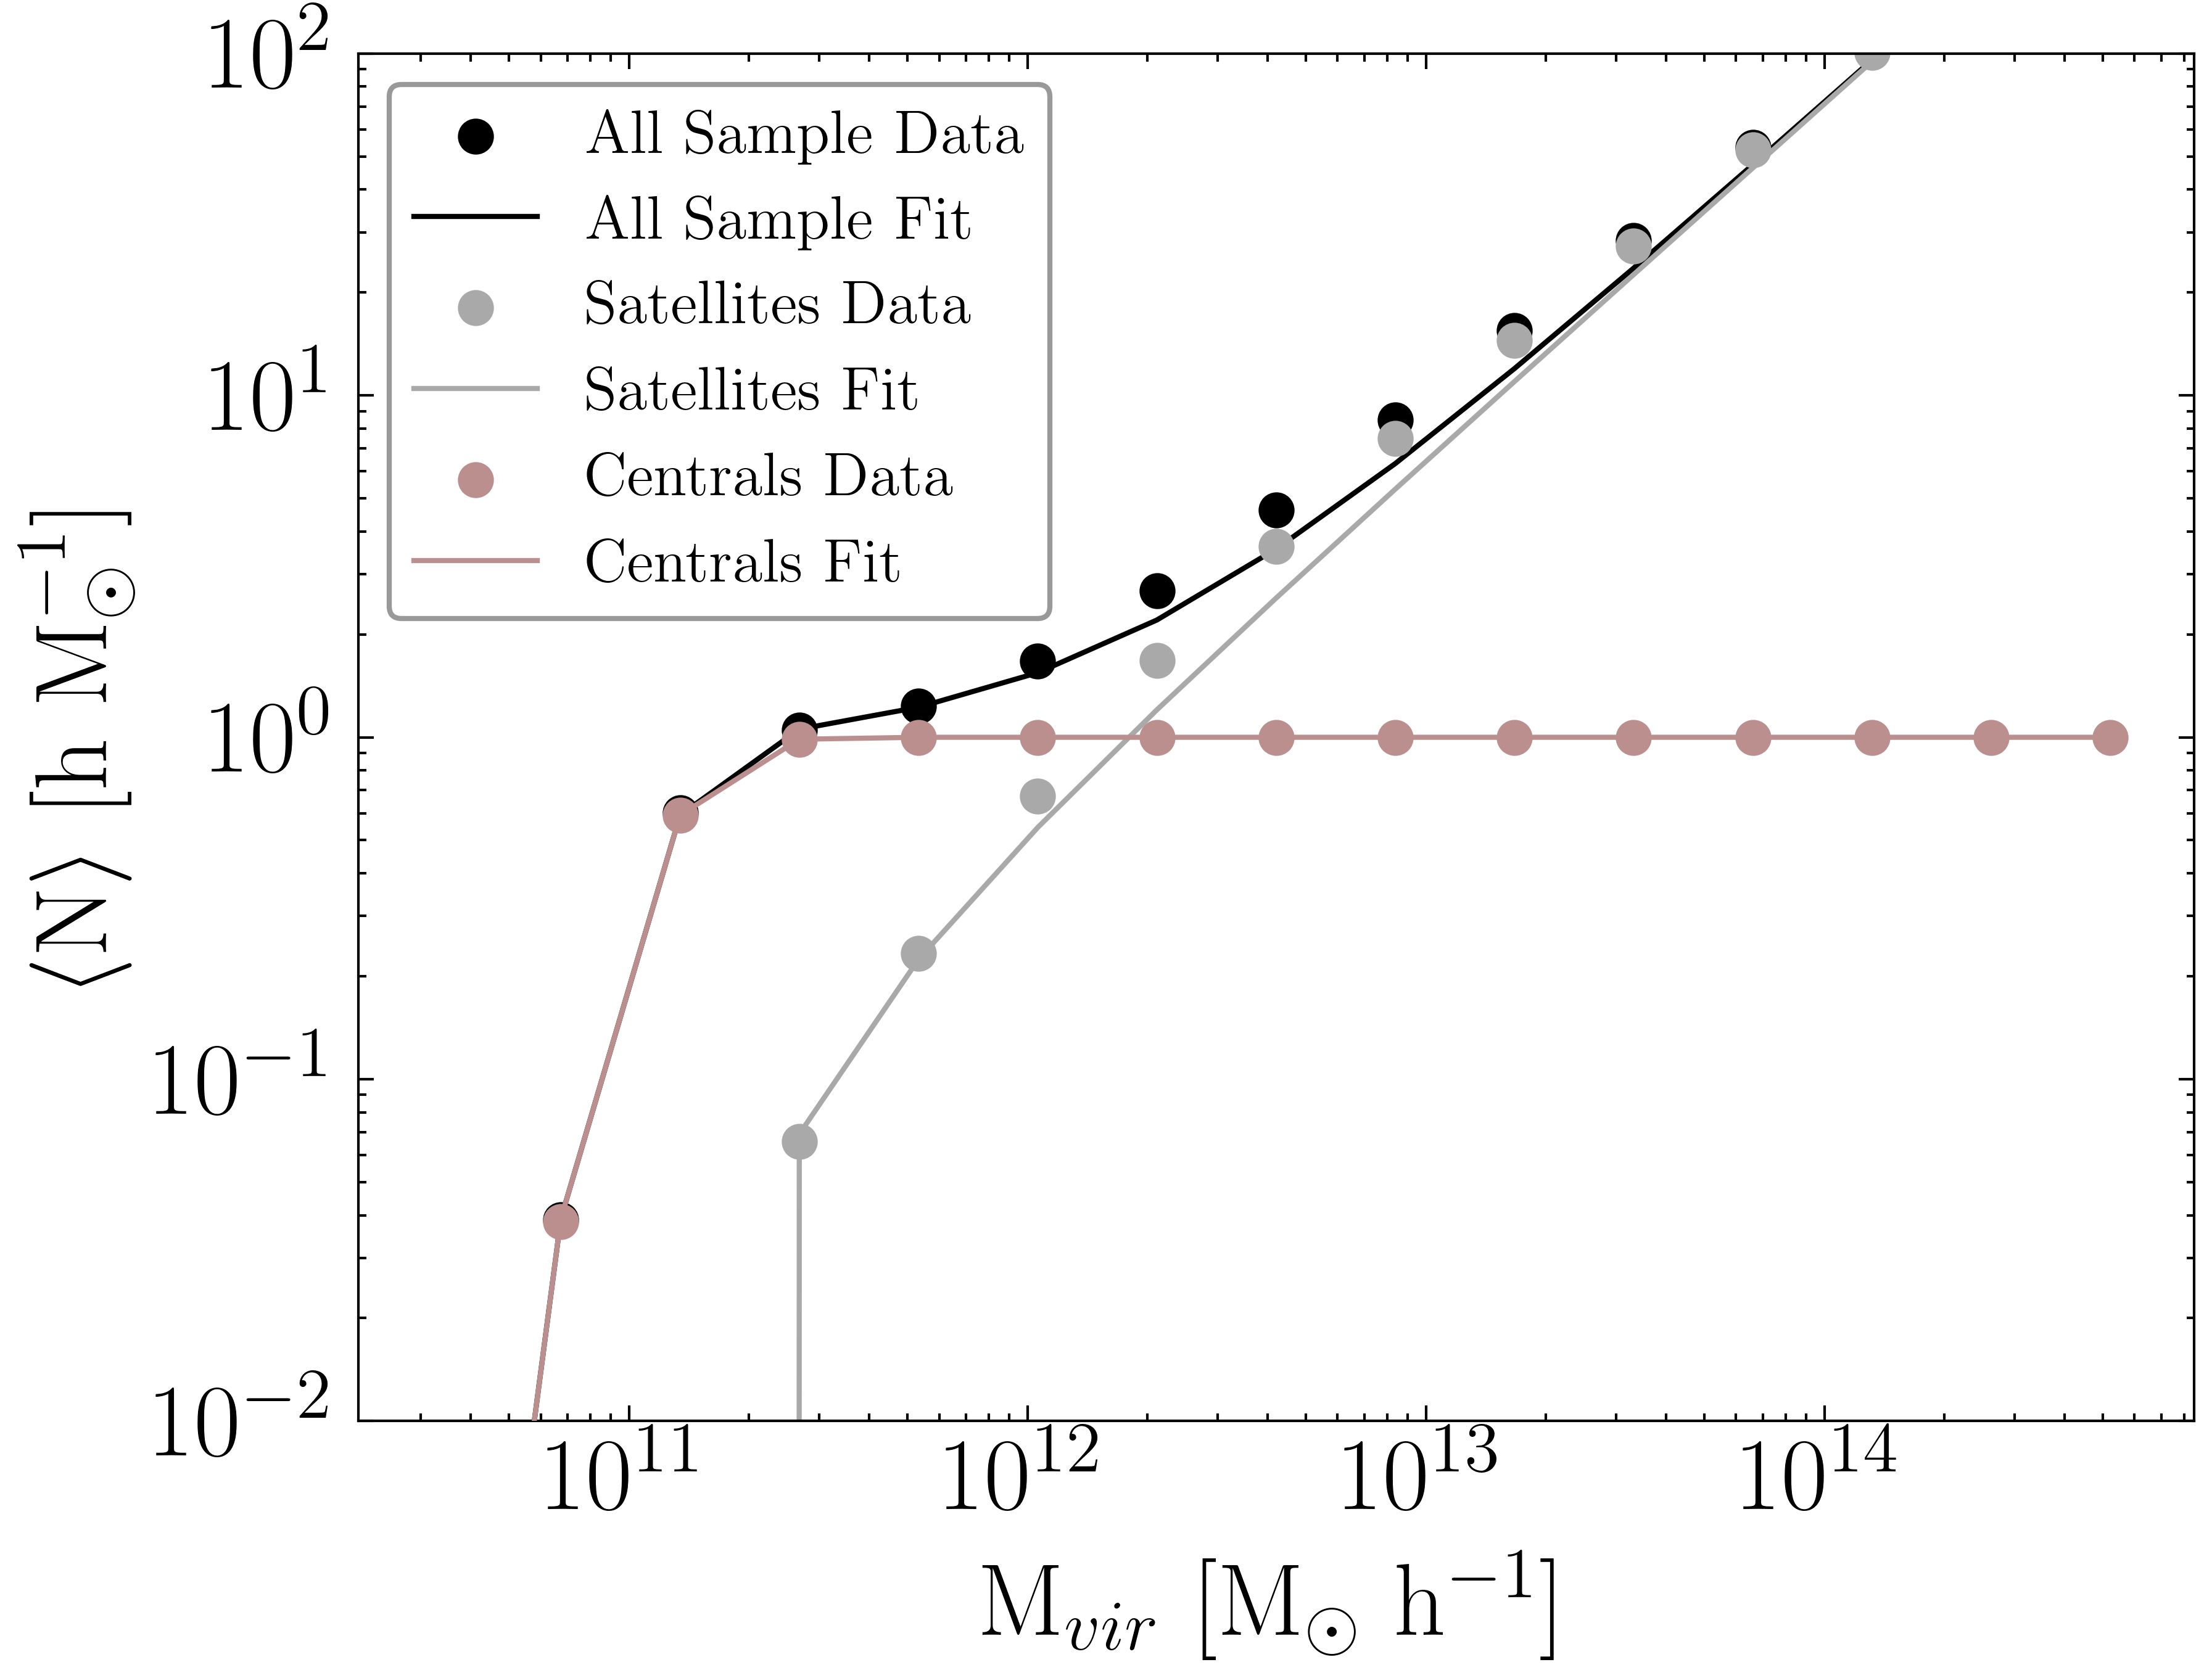 10²
10¹
10⁰
10⁻¹
10⁻²
⟨N⟩ [h M⊙⁻¹]
All Sample Data
All Sample Fit
Satellites Data
Satellites Fit
Centrals Data
Centrals Fit
10¹¹ 10¹² 10¹³ 10¹⁴
Mvir [M⊙ h⁻¹]